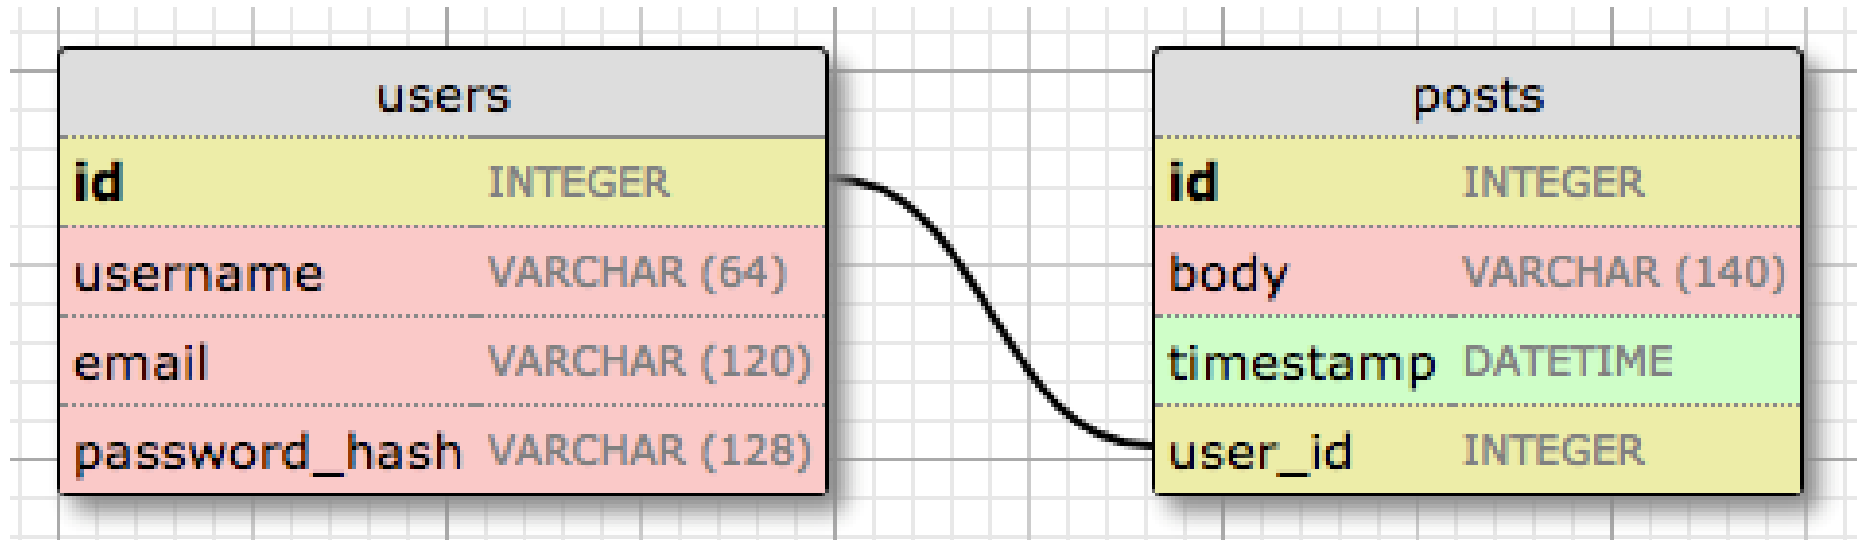 users
id INTEGER
username VARCHAR (64)
email VARCHAR (120)
password_hash VARCHAR (128)
posts
id INTEGER
body VARCHAR (140)
timestamp DATETIME
user_id INTEGER